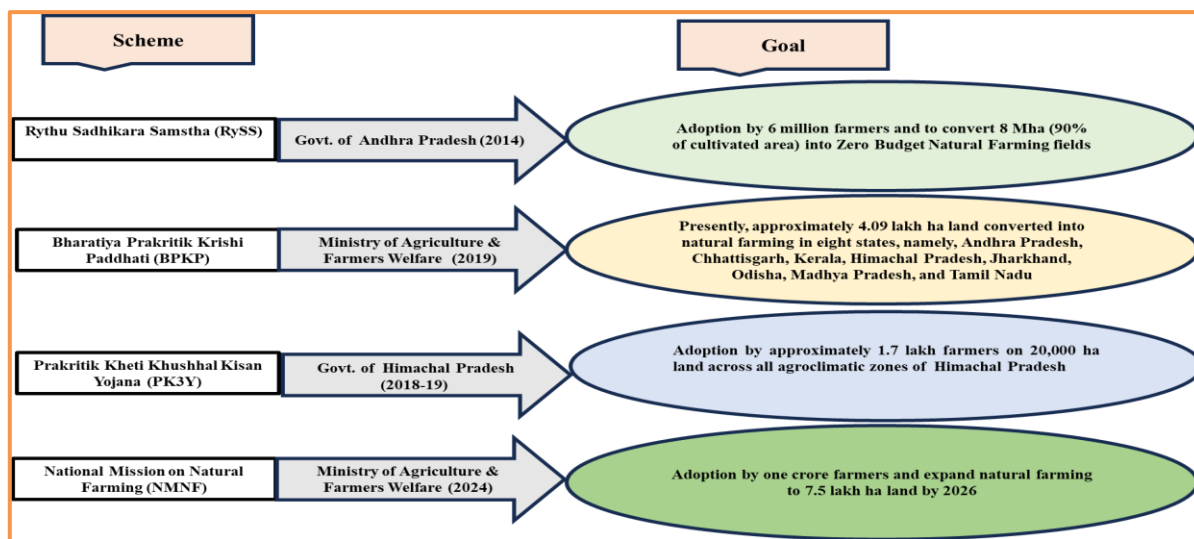 Scheme
Goal
Rythu Sadhikara Samstha (RySS)
Govt. of Andhra Pradesh (2014)
Adoption by 6 million farmers and to convert 8 Mha (90%
of cultivated area) into Zero Budget Natural Farming fields
Bharatiya Prakritik Krishi
Paddhati (BPKP)
Ministry of Agriculture &
Farmers Welfare (2019)
Presently, approximately 4.09 lakh ha land converted into
natural farming in eight states, namely, Andhra Pradesh,
Chhattisgarh, Kerala, Himachal Pradesh, Jharkhand,
Odisha, Madhya Pradesh, and Tamil Nadu
Prakritik Kheti Khushhal Kisan
Yojana (PK3Y)
Govt. of Himachal Pradesh
(2018-19)
Adoption by approximately 1.7 lakh farmers on 20,000 ha
land across all agroclimatic zones of Himachal Pradesh
National Mission on Natural
Farming (NMNF)
Ministry of Agriculture &
Farmers Welfare (2024)
Adoption by one crore farmers and expand natural farming
to 7.5 lakh ha land by 2026